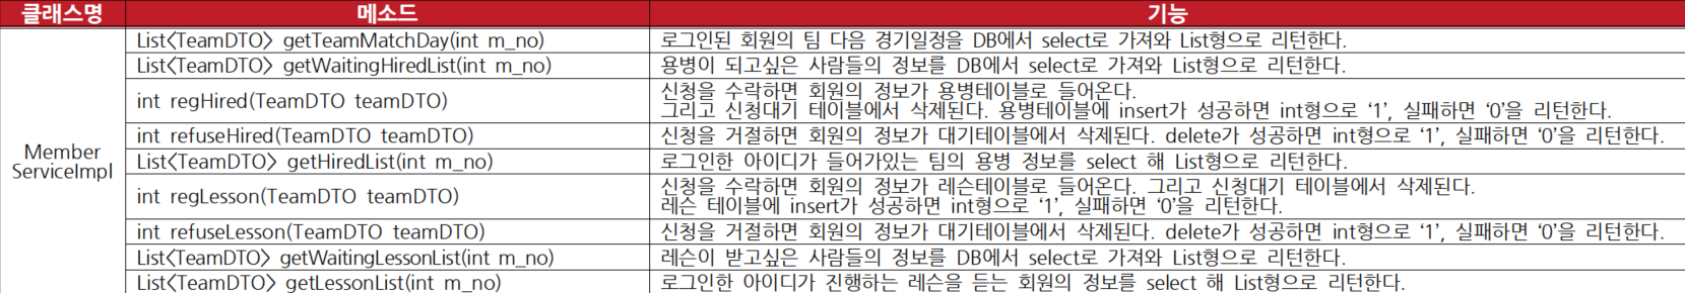 클래스명 메소드 기능
List<TeamDTO> getTeamMatchDay(int m_no) 로그인된 회원의 팀 다음 경기일정을 DB에서 select로 가져와 List형으로 리턴한다.
List<TeamDTO> getWaitingHiredList(int m_no) 용병이 되고싶은 사람들의 정보를 DB에서 select로 가져와 List형으로 리턴한다.
int regHired(TeamDTO teamDTO) 신청을 수락하면 회원의 정보가 용병테이블로 들어온다.
그리고 신청대기 테이블에서 삭제된다. 용병테이블에 insert가 성공하면 int형으로 ‘1’, 실패하면 ‘0’을 리턴한다.
int refuseHired(TeamDTO teamDTO) 신청을 거절하면 회원의 정보가 대기테이블에서 삭제된다. delete가 성공하면 int형으로 ‘1’, 실패하면 ‘0’을 리턴한다.
Member
ServiceImpl
List<TeamDTO> getHiredList(int m_no) 로그인한 아이디가 들어가있는 팀의 용병 정보를 select 해 List형으로 리턴한다.
int regLesson(TeamDTO teamDTO) 신청을 수락하면 회원의 정보가 레슨테이블로 들어온다. 그리고 신청대기 테이블에서 삭제된다.
레슨 테이블에 insert가 성공하면 int형으로 ‘1’, 실패하면 ‘0’을 리턴한다.
int refuseLesson(TeamDTO teamDTO) 신청을 거절하면 회원의 정보가 대기테이블에서 삭제된다. delete가 성공하면 int형으로 ‘1’, 실패하면 ‘0’을 리턴한다.
List<TeamDTO> getWaitingLessonList(int m_no) 레슨이 받고싶은 사람들의 정보를 DB에서 select로 가져와 List형으로 리턴한다.
List<TeamDTO> getLessonList(int m_no) 로그인한 아이디가 진행하는 레슨을 듣는 회원의 정보를 select 해 List형으로 리턴한다.